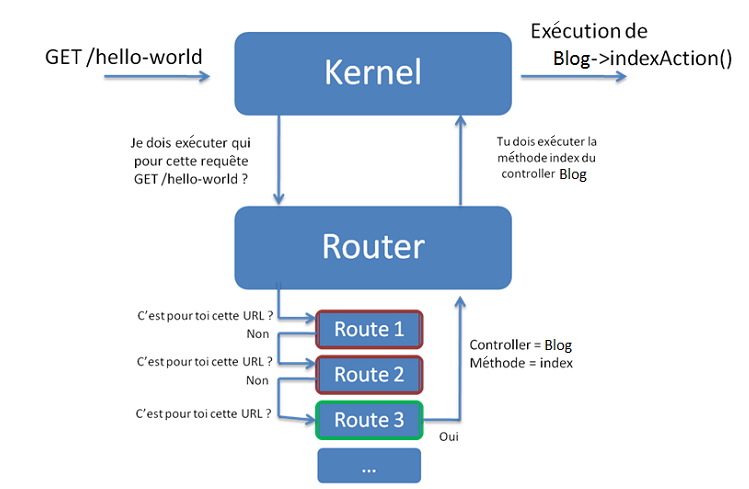 GET /hello-world
Kernel
Exécution de
Blog->indexAction()
Je dois exécuter qui
pour cette requête
GET /hello-world ?
Tu dois exécuter la
méthode index du
controller Blog
Router
C'est pour toi cette URL ?
Non
Route 1
C'est pour toi cette URL ?
Non
Route 2
C'est pour toi cette URL ?
Route 3
Oui
Controller = Blog
Méthode = index
...